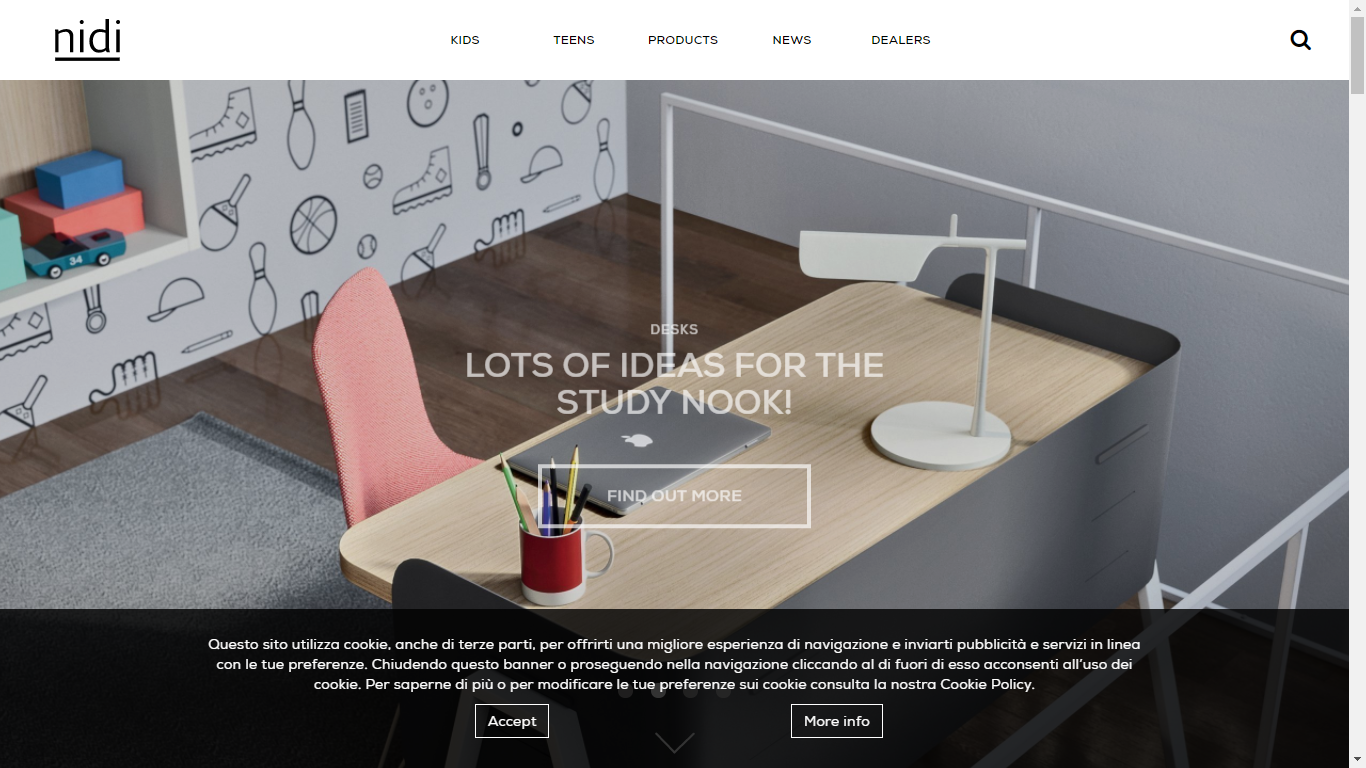 nidi
KIDS
TEENS
PRODUCTS
NEWS
DEALERS
34
DESKS
LOTS OF IDEAS FOR THE
STUDY NOOK!
FIND OUT MORE
Questo sito utilizza cookie, anche di terze parti, per offrirti una migliore esperienza di navigazione e inviarti pubblicità e servizi in linea
con le tue preferenze. Chiudendo questo banner o proseguendo nella navigazione cliccando al di fuori di esso acconsenti all'uso dei
cookie. Per saperne di più o per modificare le tue preferenze sui cookie consulta la nostra Cookie Policy.
Accept
More info